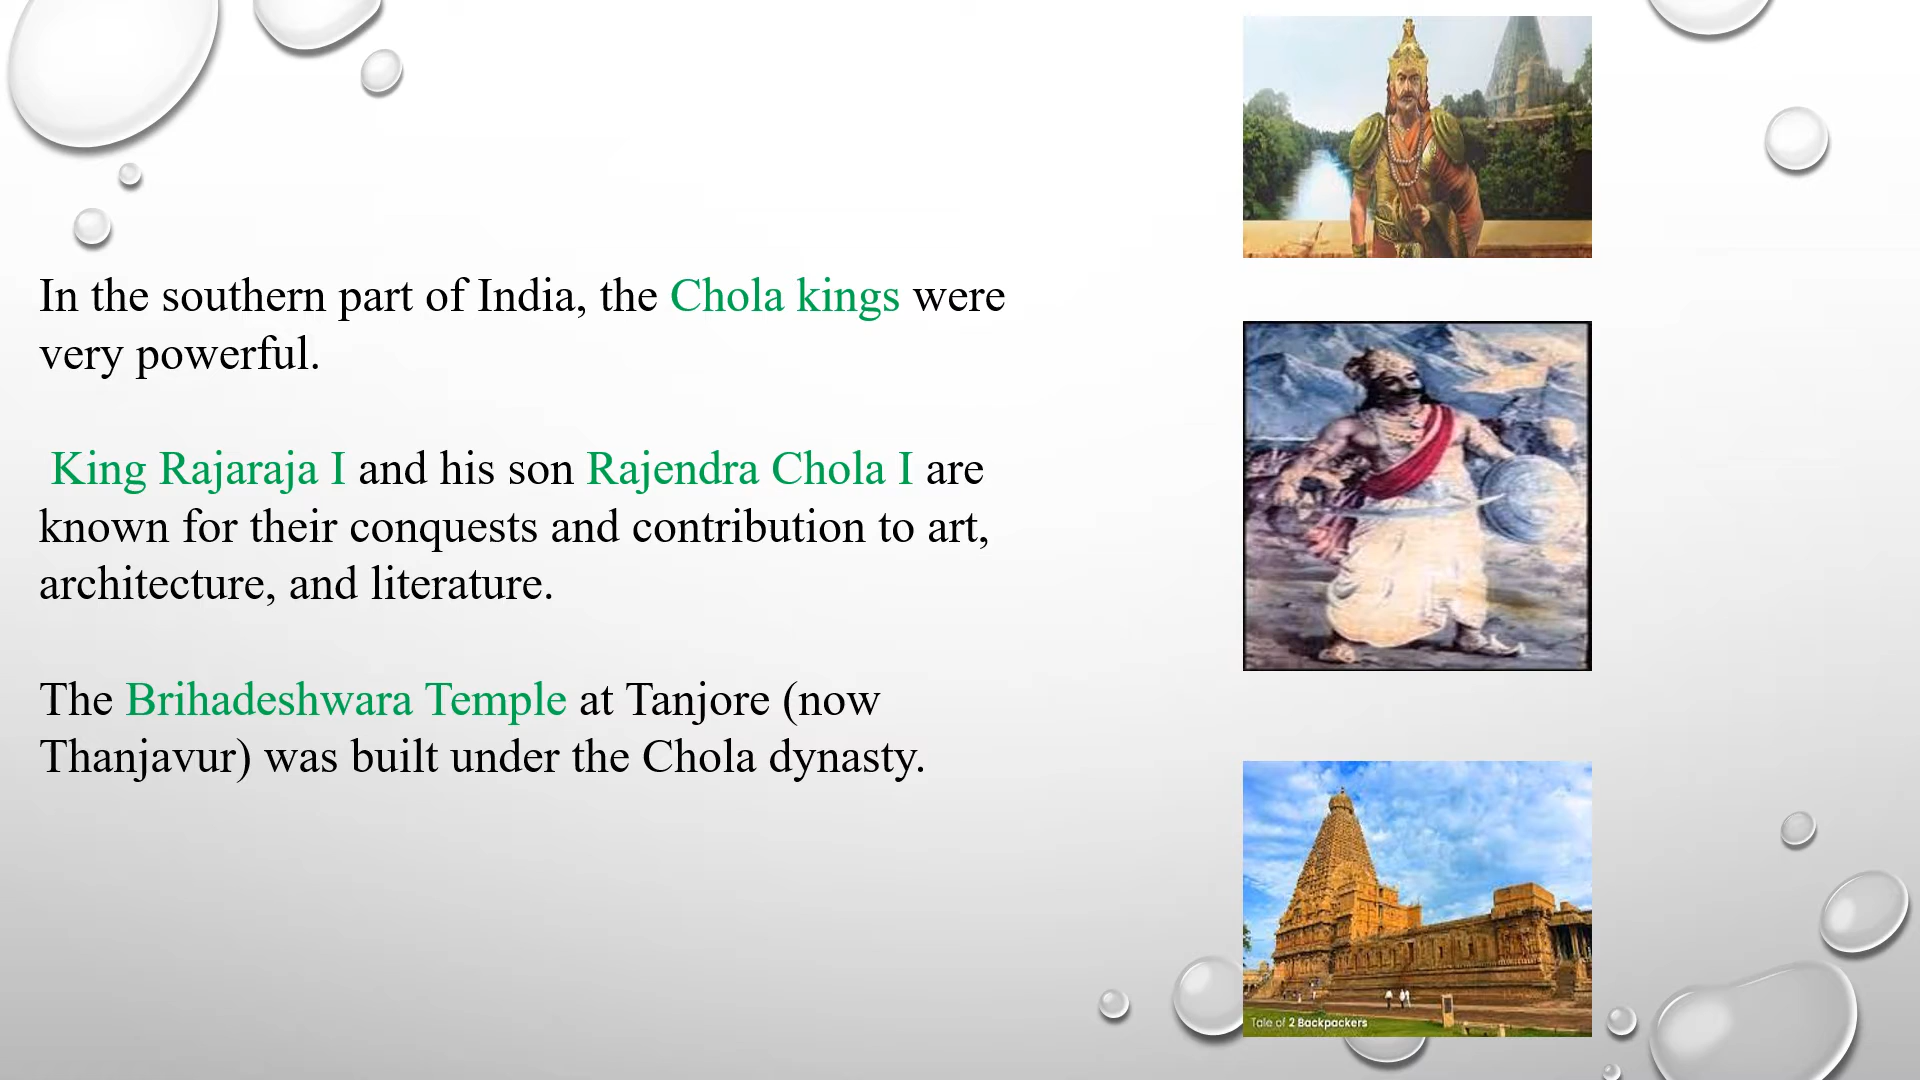 In the southern part of India, the Chola kings were
very powerful.
King Rajaraja I and his son Rajendra Chola I are
known for their conquests and contribution to art,
architecture, and literature.
The Brihadeshwara Temple at Tanjore (now
Thanjavur) was built under the Chola dynasty.
Tale of 2 Backpackers